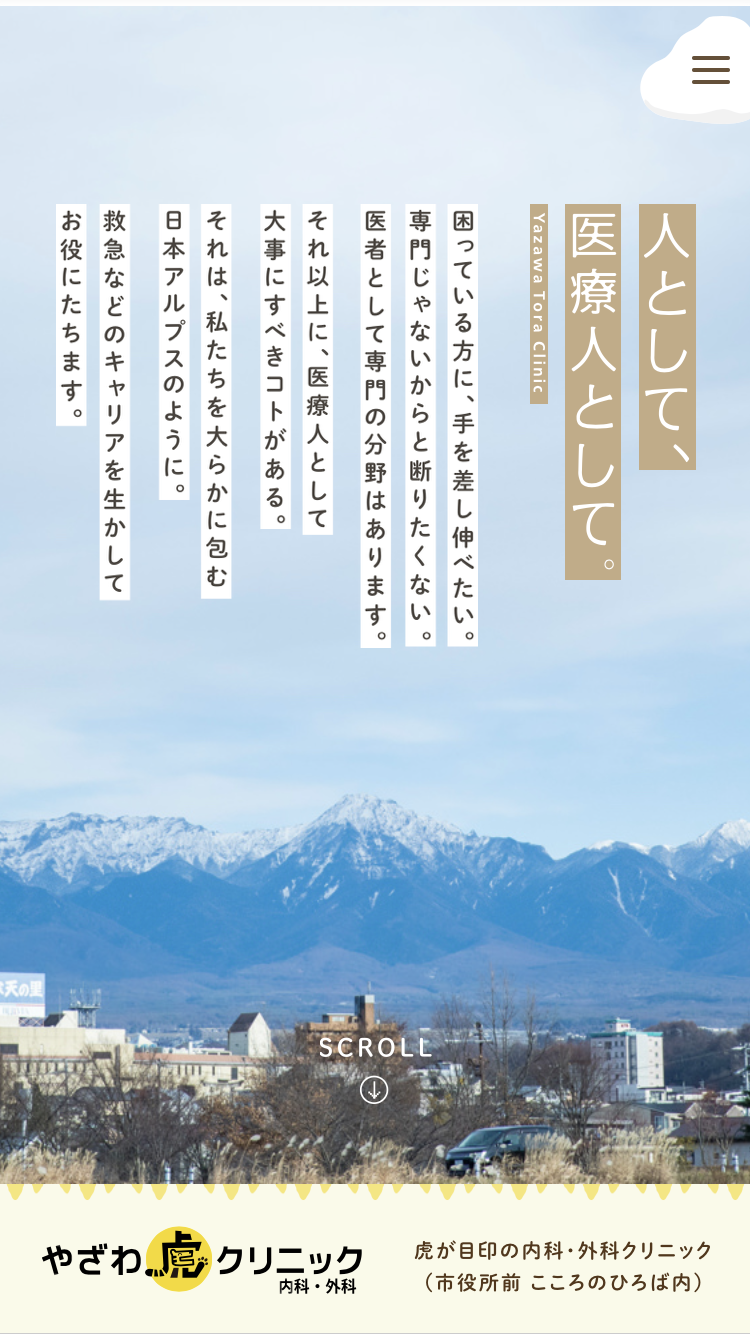 人として、
医療人として。
Yazawa Tora Clinic
困っている方に、手を差し伸べたい。
専門じゃないからと断りたくない。
医者として専門の分野はあります。
それ以上に、医療人として
大事にすべきコトがある。
それは、私たちを大らかに包む
日本アルプスのように。
救急などのキャリアを生かして
お役にたちます。
天の里
SCROLL
やざわ虎クリニック
内科・外科
虎が目印の内科・外科クリニック
（市役所前 こころのひろば内）